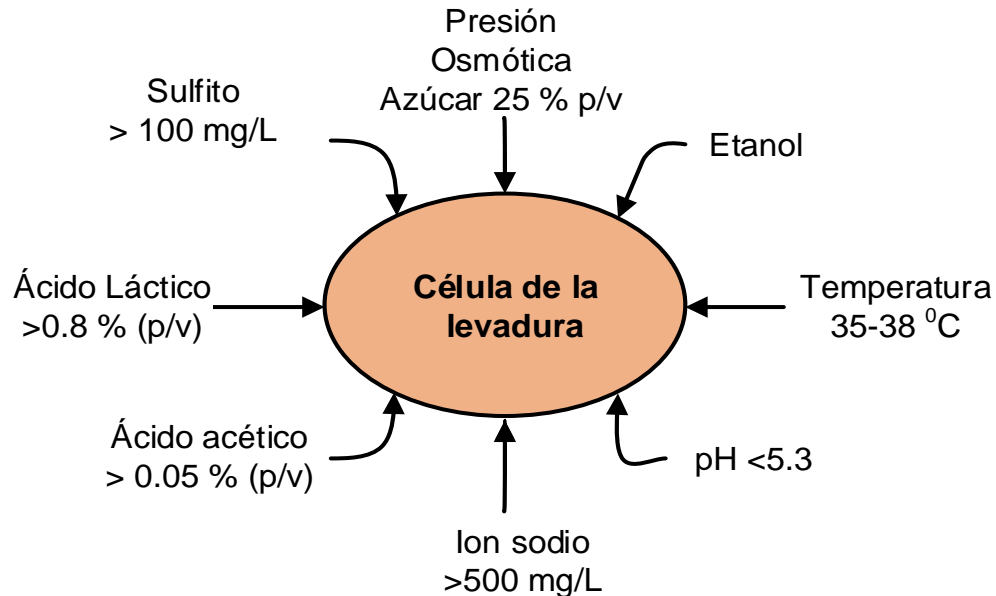 Presión
Osmótica
Azúcar 25 % p/v
Sulfito
> 100 mg/L
Etanol
Ácido Láctico
>0.8 % (p/v)
Célula de la
levadura
Temperatura
35-38 ⁰C
Ácido acético
> 0.05 % (p/v)
pH <5.3
Ion sodio
>500 mg/L